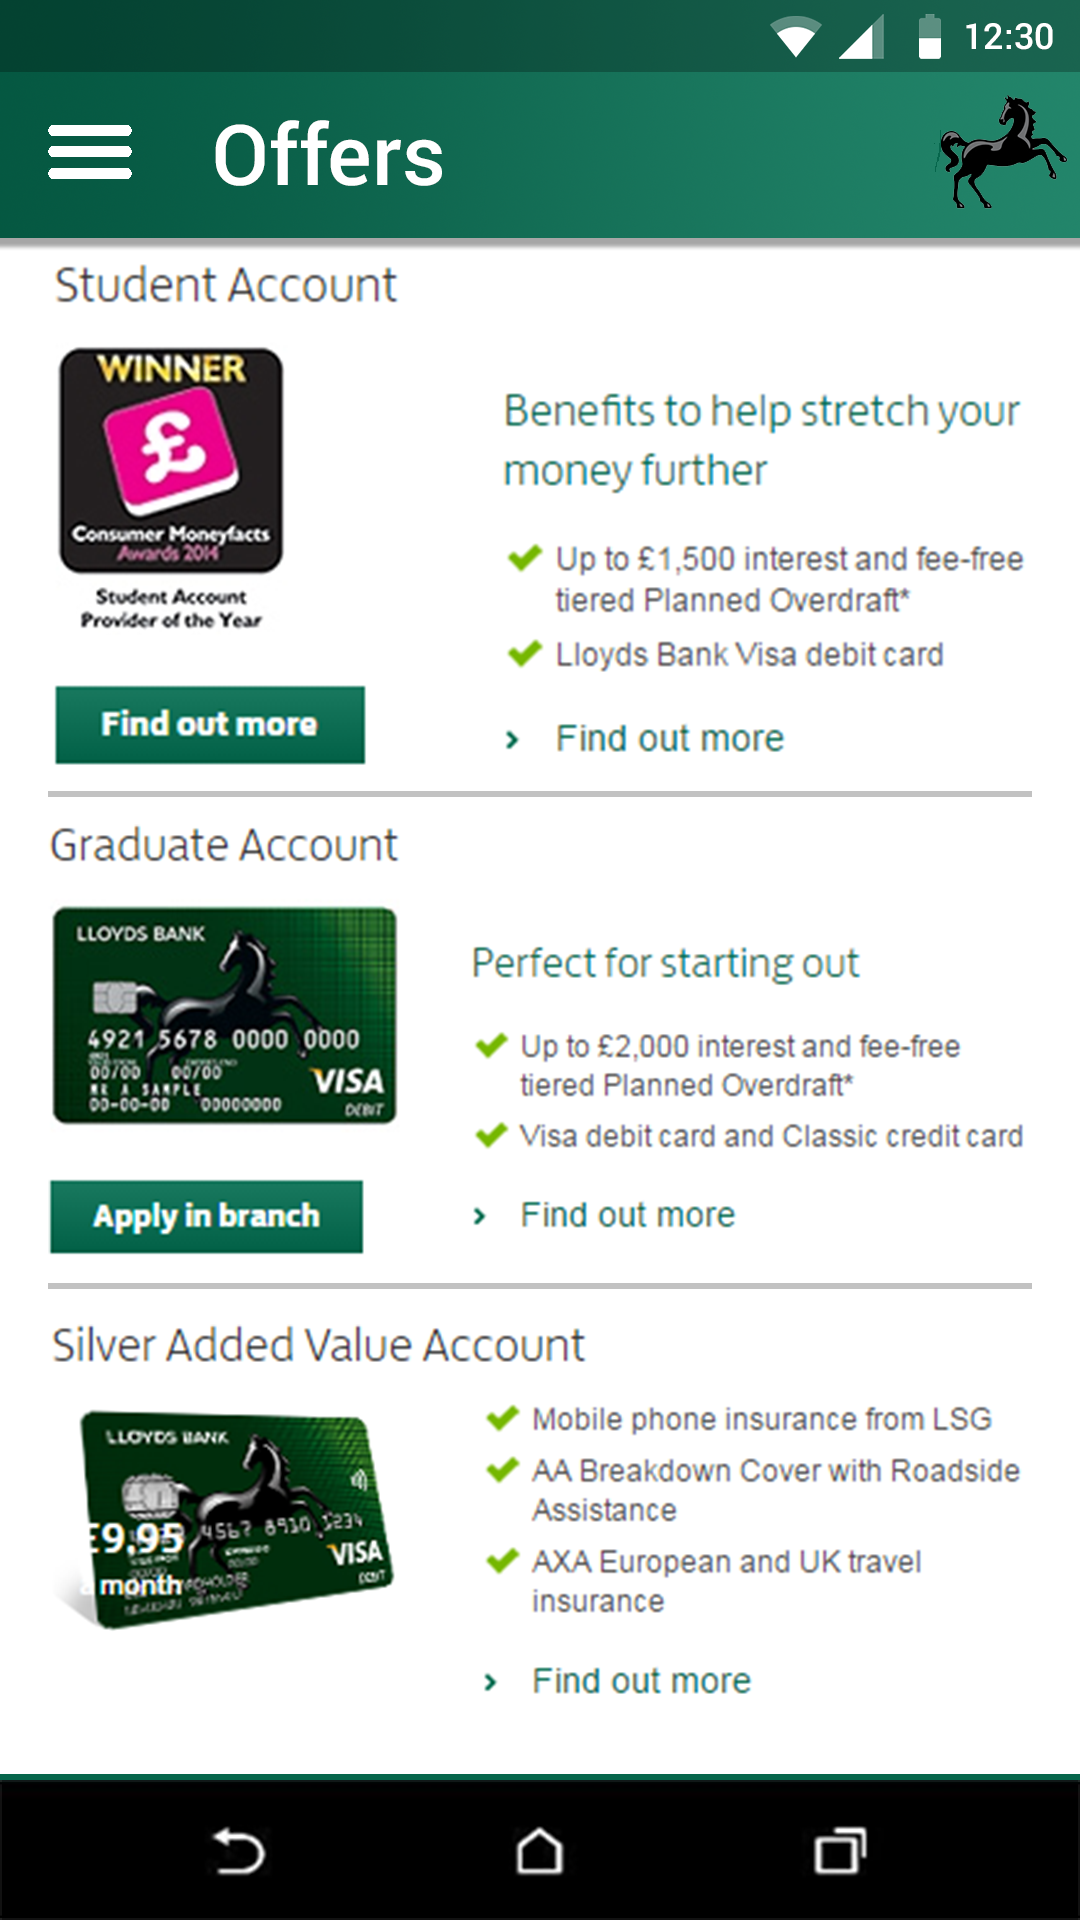 12:30
Offers
Student Account
WINNER
£
Consumer Moneyfacts
Awards 2014
Student Account
Provider of the Year
Benefits to help stretch your
money further
Up to £1,500 interest and fee-free
tiered Planned Overdraft*
Lloyds Bank Visa debit card
Find out more
Find out more
Graduate Account
LLOYDS BANK
4921 5678 0000 0000
4921
00/00 00/00
MR A SAMPLE
00-00-00 00000000
VISA
DEBIT
Perfect for starting out
Up to £2,000 interest and fee-free
tiered Planned Overdraft*
Visa debit card and Classic credit card
Apply in branch
Find out more
Silver Added Value Account
LLOYDS BANK
4567 8910 1234
£9.95
a month
CARDHOLDER
VISA
DEBIT
Mobile phone insurance from LSG
AA Breakdown Cover with Roadside
Assistance
AXA European and UK travel
insurance
Find out more